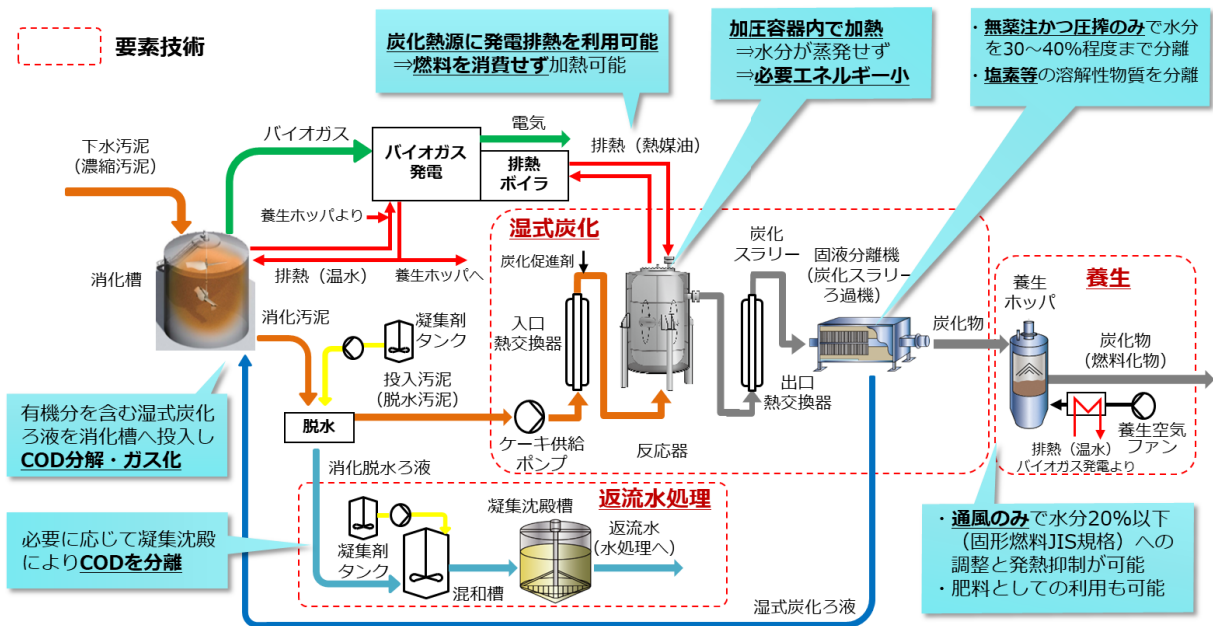 要素技術
炭化熱源に発電排熱を利用可能
⇒燃料を消費せず加熱可能
加圧容器内で加熱
⇒水分が蒸発せず
⇒必要エネルギー小
・無薬注かつ圧搾のみで水分
を30～40%程度まで分離
・塩素等の溶解性物質を分離
下水汚泥
(濃縮汚泥)
バイオガス
バイオガス
発電
電気
排熱
ボイラ
排熱（熱媒油）
養生ホッパより
排熱（温水）
養生ホッパへ
消化槽
湿式炭化
炭化促進剤
入口
熱交換器
炭化
スラリー
固液分離機
(炭化スラリー
ろ過機)
炭化物
養生
養生
ホッパ
炭化物
(燃料化物)
消化汚泥
凝集剤
タンク
投入汚泥
(脱水汚泥)
脱水
ケーキ供給
ポンプ
反応器
出口
熱交換器
養生空気
ファン
排熱（温水）
バイオガス発電より
有機分を含む湿式炭化
ろ液を消化槽へ投入し
COD分解・ガス化
消化脱水ろ液
返流水処理
凝集剤
タンク
混和槽
凝集沈殿槽
返流水
(水処理へ)
必要に応じて凝集沈殿
によりCODを分離
湿式炭化ろ液
・通風のみで水分20%以下
（固形燃料JIS規格）への
調整と発熱抑制が可能
・肥料としての利用も可能